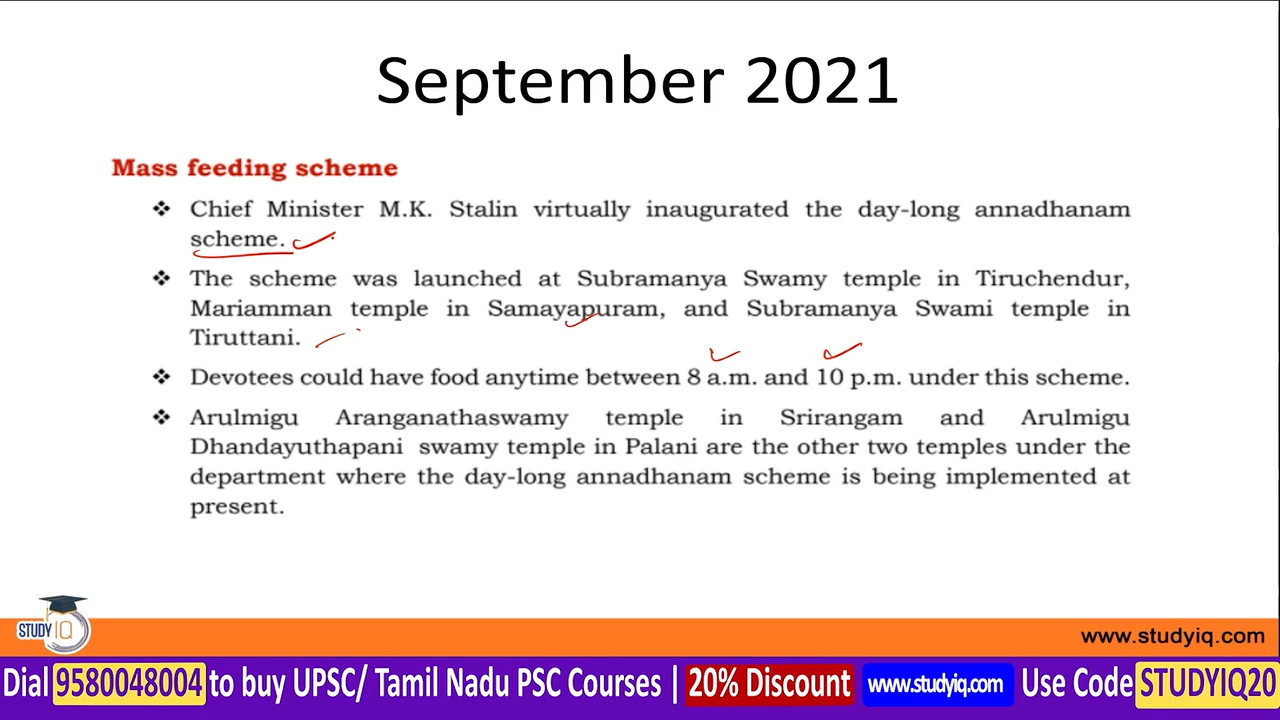 September 2021
Mass feeding scheme
❖ Chief Minister M.K. Stalin virtually inaugurated the day-long annadhanam
scheme.
❖ The scheme was launched at Subramanya Swamy temple in Tiruchendur,
Mariamman temple in Samayapuram, and Subramanya Swami temple in
Tiruttani.
❖ Devotees could have food anytime between 8 a.m. and 10 p.m. under this scheme.
❖ Arulmigu Aranganathaswamy temple in Srirangam and Arulmigu
Dhandayuthapani swamy temple in Palani are the other two temples under the
department where the day-long annadhanam scheme is being implemented at
present.
STUDY IQ
www.studyiq.com
Dial 9580048004 to buy UPSC/ Tamil Nadu PSC Courses | 20% Discount www.studyiq.com Use Code STUDYIQ20